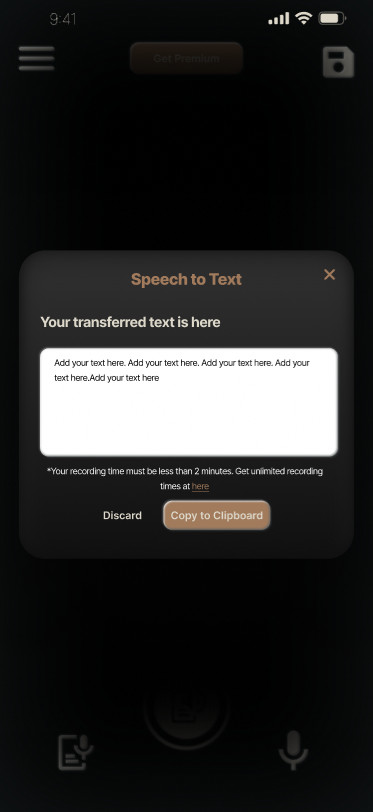 9:41
Get Premium
Speech to Text
Your transferred text is here
Add your text here. Add your text here. Add your text here. Add your
text here.Add your text here
*Your recording time must be less than 2 minutes. Get unlimited recording
times at here
Discard Copy to Clipboard